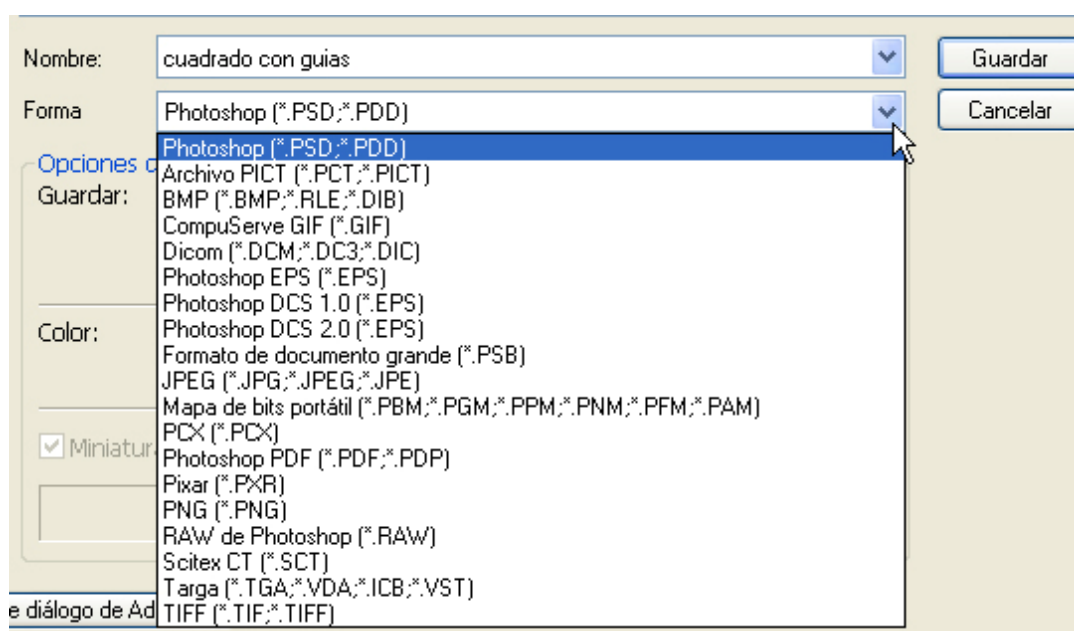 Nombre: cuadrado con guias Guardar
Forma Photoshop (*.PSD;*.PDD) Cancelar
Photoshop (*.PSD;*.PDD)
Opciones
Archivo PICT (*.PCT;*.PICT)
Guardar: BMP (*.BMP;*.RLE;*.DIB)
CompuServe GIF (*.GIF)
Dicom (*.DCM;*.DC3;*.DIC)
Photoshop EPS (*.EPS)
Photoshop DCS 1.0 (*.EPS)
Color: Photoshop DCS 2.0 (*.EPS)
Formato de documento grande (*.PSB)
JPEG (*.JPG;*.JPEG;*.JPE)
Mapa de bits portátil (*.PBM;*.PGM;*.PPM;*.PNM;*.PFM;*.PAM)
PCX (*.PCX)
Miniatur Photoshop PDF (*.PDF;*.PDP)
Pixar (*.PXR)
PNG (*.PNG)
RAW de Photoshop (*.RAW)
Scitex CT (*.SCT)
Targa (*.TGA;*.VDA;*.ICB;*.VST)
e diálogo de Ad TIFF (*.TIF;*.TIFF)